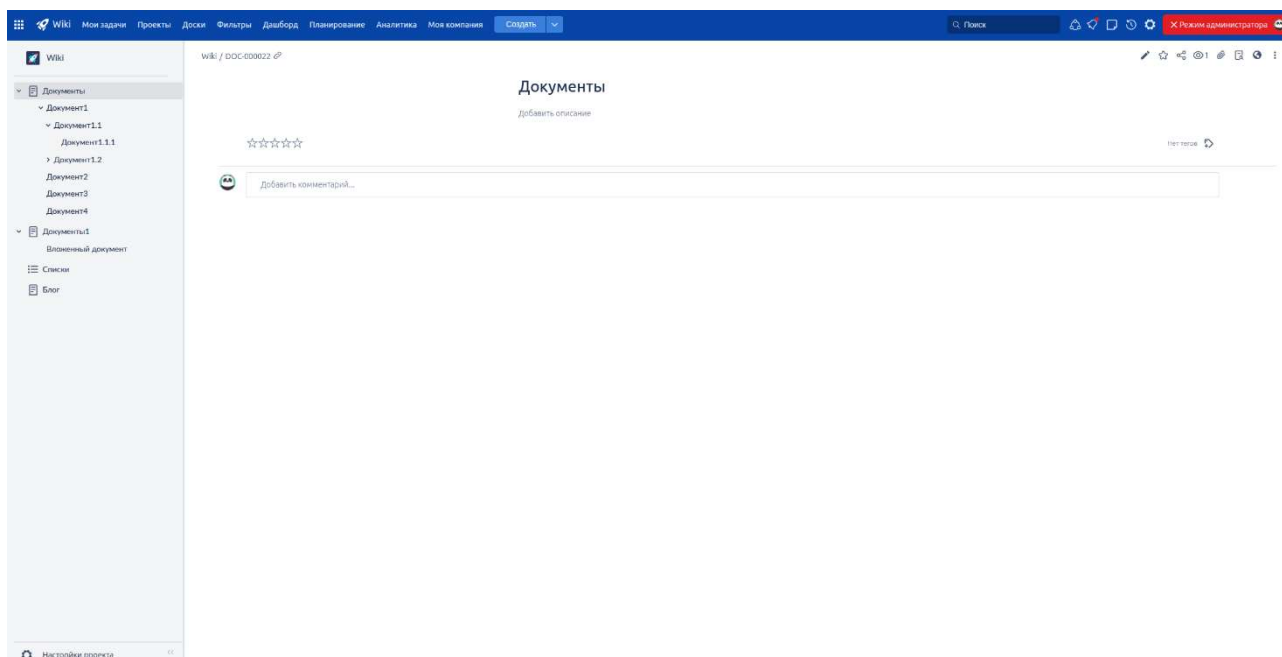 Wiki Мои задачи Проекты Доски Фильтры Дашборд Планирование Аналитика Моя компания Создать Поиск Режим администратора
Wiki
Wiki / DOC-000022
1
Документы
Документы
Документ1
Добавить описание
Документ1.1
Документ1.1.1
Нет тегов
Документ1.2
Документ2
Добавить комментарий...
Документ3
Документ4
Документы1
Вложенный документ
Списки
Блог
Настройки проекта